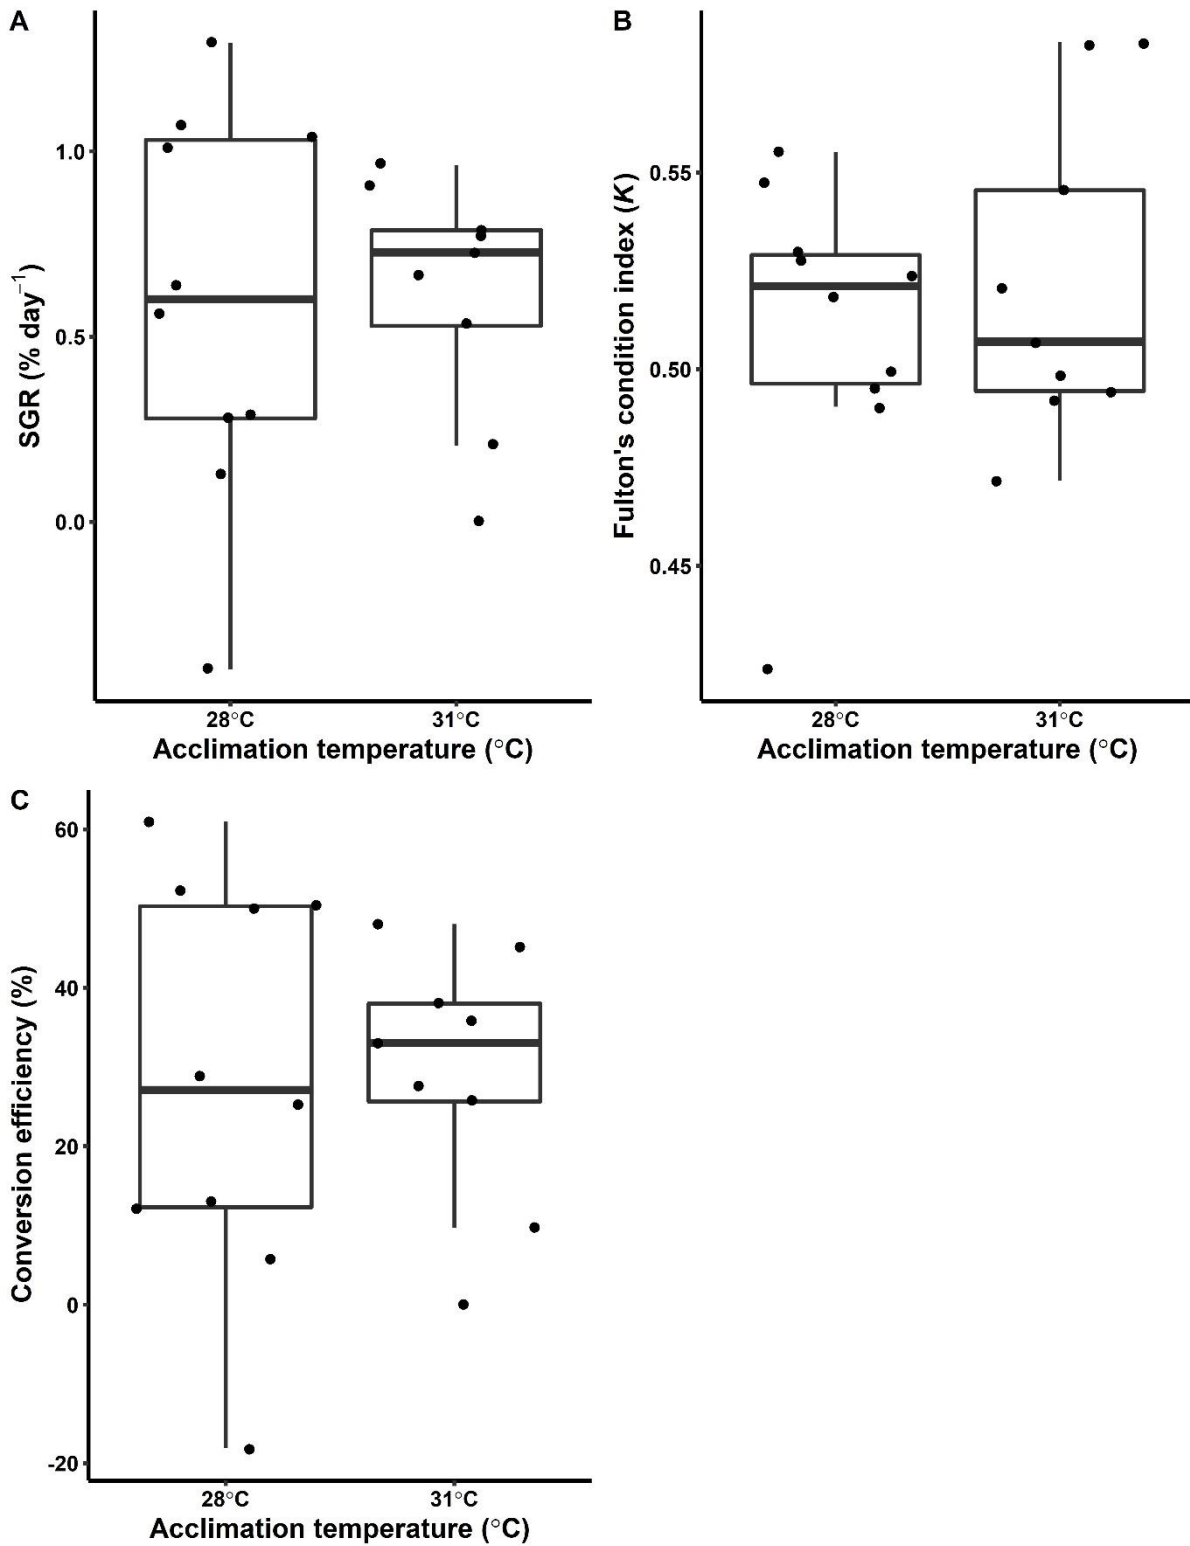 A
SGR (% day⁻¹)
1.0
0.5
0.0
28°C
31°C
Acclimation temperature (°C)
B
Fulton's condition index (K)
0.55
0.50
0.45
28°C
31°C
Acclimation temperature (°C)
C
Conversion efficiency (%)
60
40
20
0
-20
28°C
31°C
Acclimation temperature (°C)